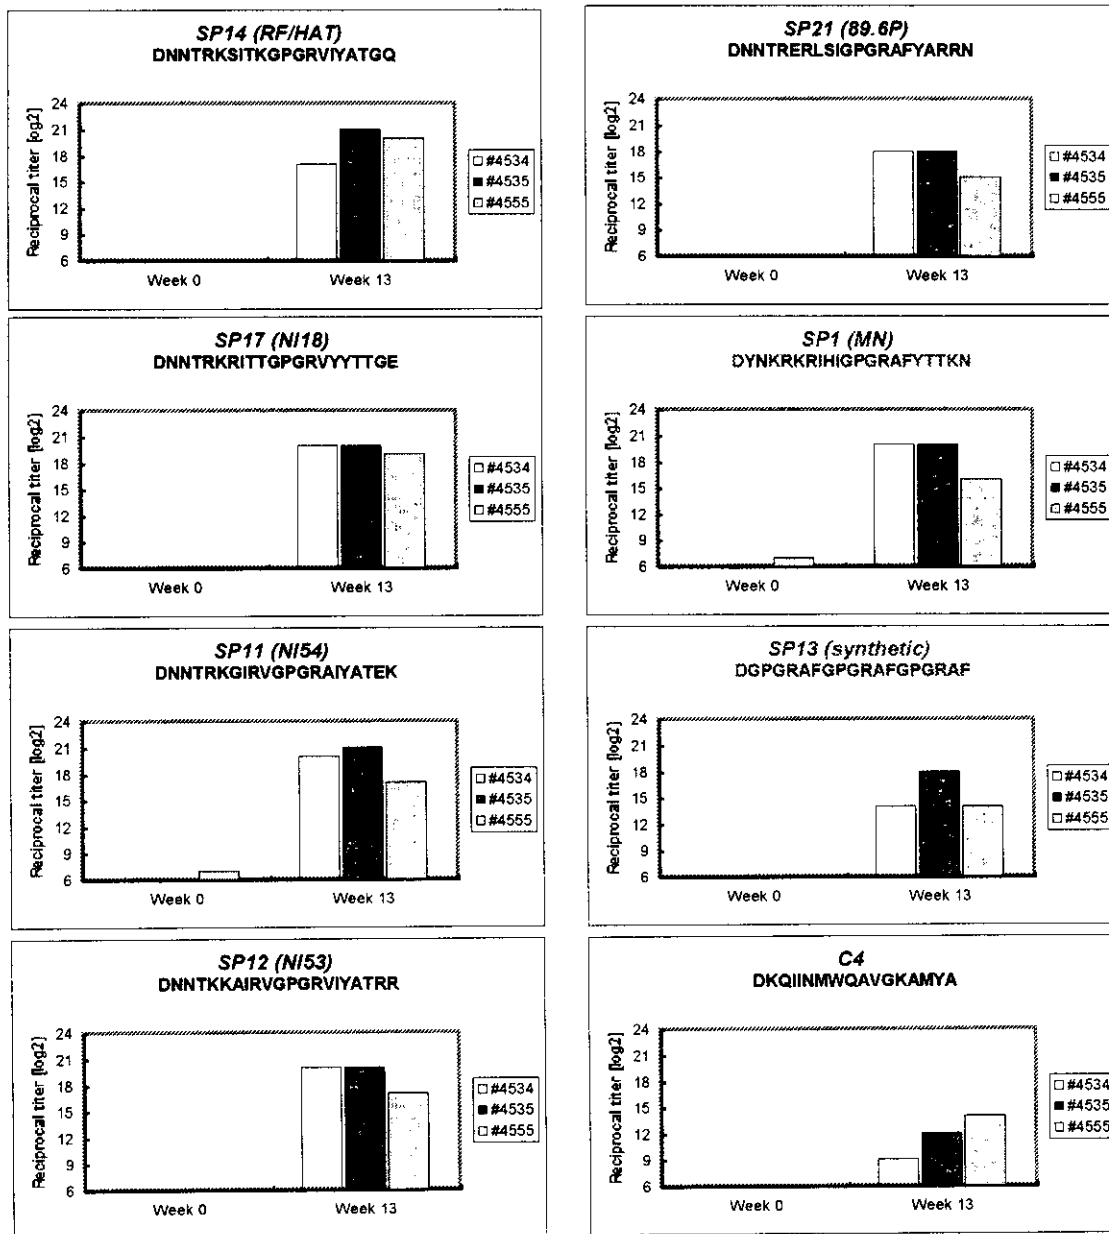 SP14 (RF/HAT)
DNNTRKSITKGPGRVIYATGQ
Reciprocal titer [log2]
24
21
18
15
12
9
6
Week 0
Week 13
#4534
#4535
#4555
SP21 (89.6P)
DNNTRERLSIGPGRAFYARRN
Reciprocal titer [log2]
24
21
18
15
12
9
6
Week 0
Week 13
#4534
#4535
#4555
SP17 (NI18)
DNNTRKRITTGPGRVYYTTGE
Reciprocal titer [log2]
24
21
18
15
12
9
6
Week 0
Week 13
#4534
#4535
#4555
SP1 (MN)
DYNKRKRIHIGPGRAFYTTKN
Reciprocal titer [log2]
24
21
18
15
12
9
6
Week 0
Week 13
#4534
#4535
#4555
SP11 (NI54)
DNNTRKGIRVGPGRAIYATEK
Reciprocal titer [log2]
24
21
18
15
12
9
6
Week 0
Week 13
#4534
#4535
#4555
SP13 (synthetic)
DGPGRAFGPGRAFGPGRAF
Reciprocal titer [log2]
24
21
18
15
12
9
6
Week 0
Week 13
#4534
#4535
#4555
SP12 (NI53)
DNNTKKAIRVGPGRVIYATRR
Reciprocal titer [log2]
24
21
18
15
12
9
6
Week 0
Week 13
#4534
#4535
#4555
C4
DKQIINMWQAVGKAMYA
Reciprocal titer [log2]
24
21
18
15
12
9
6
Week 0
Week 13
#4534
#4535
#4555